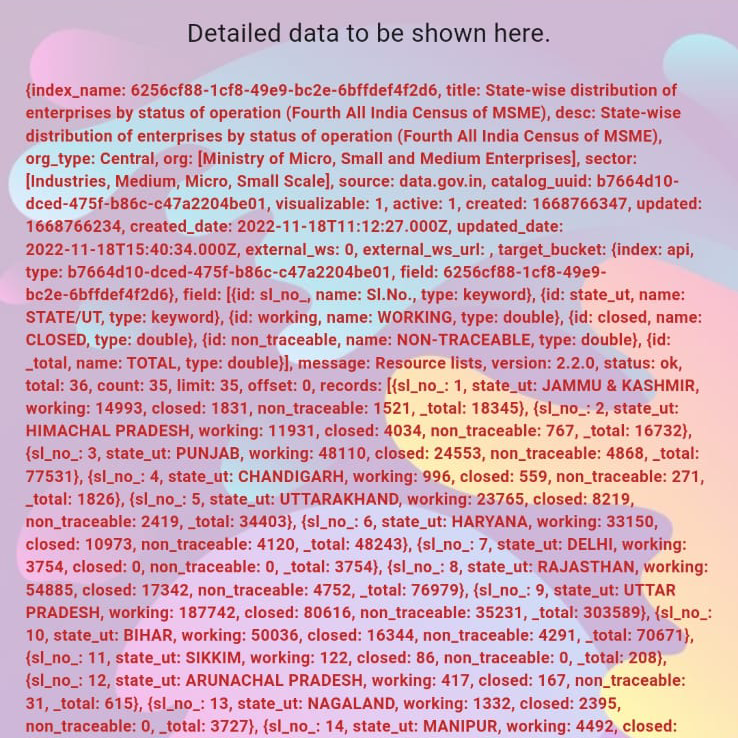 Detailed data to be shown here.
{index_name: 6256cf88-1cf8-49e9-bc2e-6bffdef4f2d6, title: State-wise distribution of
enterprises by status of operation (Fourth All India Census of MSME), desc: State-wise
distribution of enterprises by status of operation (Fourth All India Census of MSME),
org_type: Central, org: [Ministry of Micro, Small and Medium Enterprises], sector:
[Industries, Medium, Micro, Small Scale], source: data.gov.in, catalog_uuid: b7664d10-
dced-475f-b86c-c47a2204be01, visualizable: 1, active: 1, created: 1668766347, updated:
1668766234, created_date: 2022-11-18T11:12:27.000Z, updated_date:
2022-11-18T15:40:34.000Z, external_ws: 0, external_ws_url: , target_bucket: {index: api,
type: b7664d10-dced-475f-b86c-c47a2204be01, field: 6256cf88-1cf8-49e9-
bc2e-6bffdef4f2d6}, field: [{id: sl_no_, name: Sl.No., type: keyword}, {id: state_ut, name:
STATE/UT, type: keyword}, {id: working, name: WORKING, type: double}, {id: closed, name:
CLOSED, type: double}, {id: non_traceable, name: NON-TRACEABLE, type: double}, {id:
_total, name: TOTAL, type: double}], message: Resource lists, version: 2.2.0, status: ok,
total: 36, count: 35, limit: 35, offset: 0, records: [{sl_no_: 1, state_ut: JAMMU & KASHMIR,
working: 14993, closed: 1831, non_traceable: 1521, _total: 18345}, {sl_no_: 2, state_ut:
HIMACHAL PRADESH, working: 11931, closed: 4034, non_traceable: 767, _total: 16732},
{sl_no_: 3, state_ut: PUNJAB, working: 48110, closed: 24553, non_traceable: 4868, _total:
77531}, {sl_no_: 4, state_ut: CHANDIGARH, working: 996, closed: 559, non_traceable: 271,
_total: 1826}, {sl_no_: 5, state_ut: UTTARAKHAND, working: 23765, closed: 8219,
non_traceable: 2419, _total: 34403}, {sl_no_: 6, state_ut: HARYANA, working: 33150,
closed: 10973, non_traceable: 4120, _total: 48243}, {sl_no_: 7, state_ut: DELHI, working:
3754, closed: 0, non_traceable: 0, _total: 3754}, {sl_no_: 8, state_ut: RAJASTHAN, working:
54885, closed: 17342, non_traceable: 4752, _total: 76979}, {sl_no_: 9, state_ut: UTTAR
PRADESH, working: 187742, closed: 80616, non_traceable: 35231, _total: 303589}, {sl_no_:
10, state_ut: BIHAR, working: 50036, closed: 16344, non_traceable: 4291, _total: 70671},
{sl_no_: 11, state_ut: SIKKIM, working: 122, closed: 86, non_traceable: 0, _total: 208},
{sl_no_: 12, state_ut: ARUNACHAL PRADESH, working: 417, closed: 167, non_traceable:
31, _total: 615}, {sl_no_: 13, state_ut: NAGALAND, working: 1332, closed: 2395,
non_traceable: 0, _total: 3727}, {sl_no_: 14, state_ut: MANIPUR, working: 4492, closed: